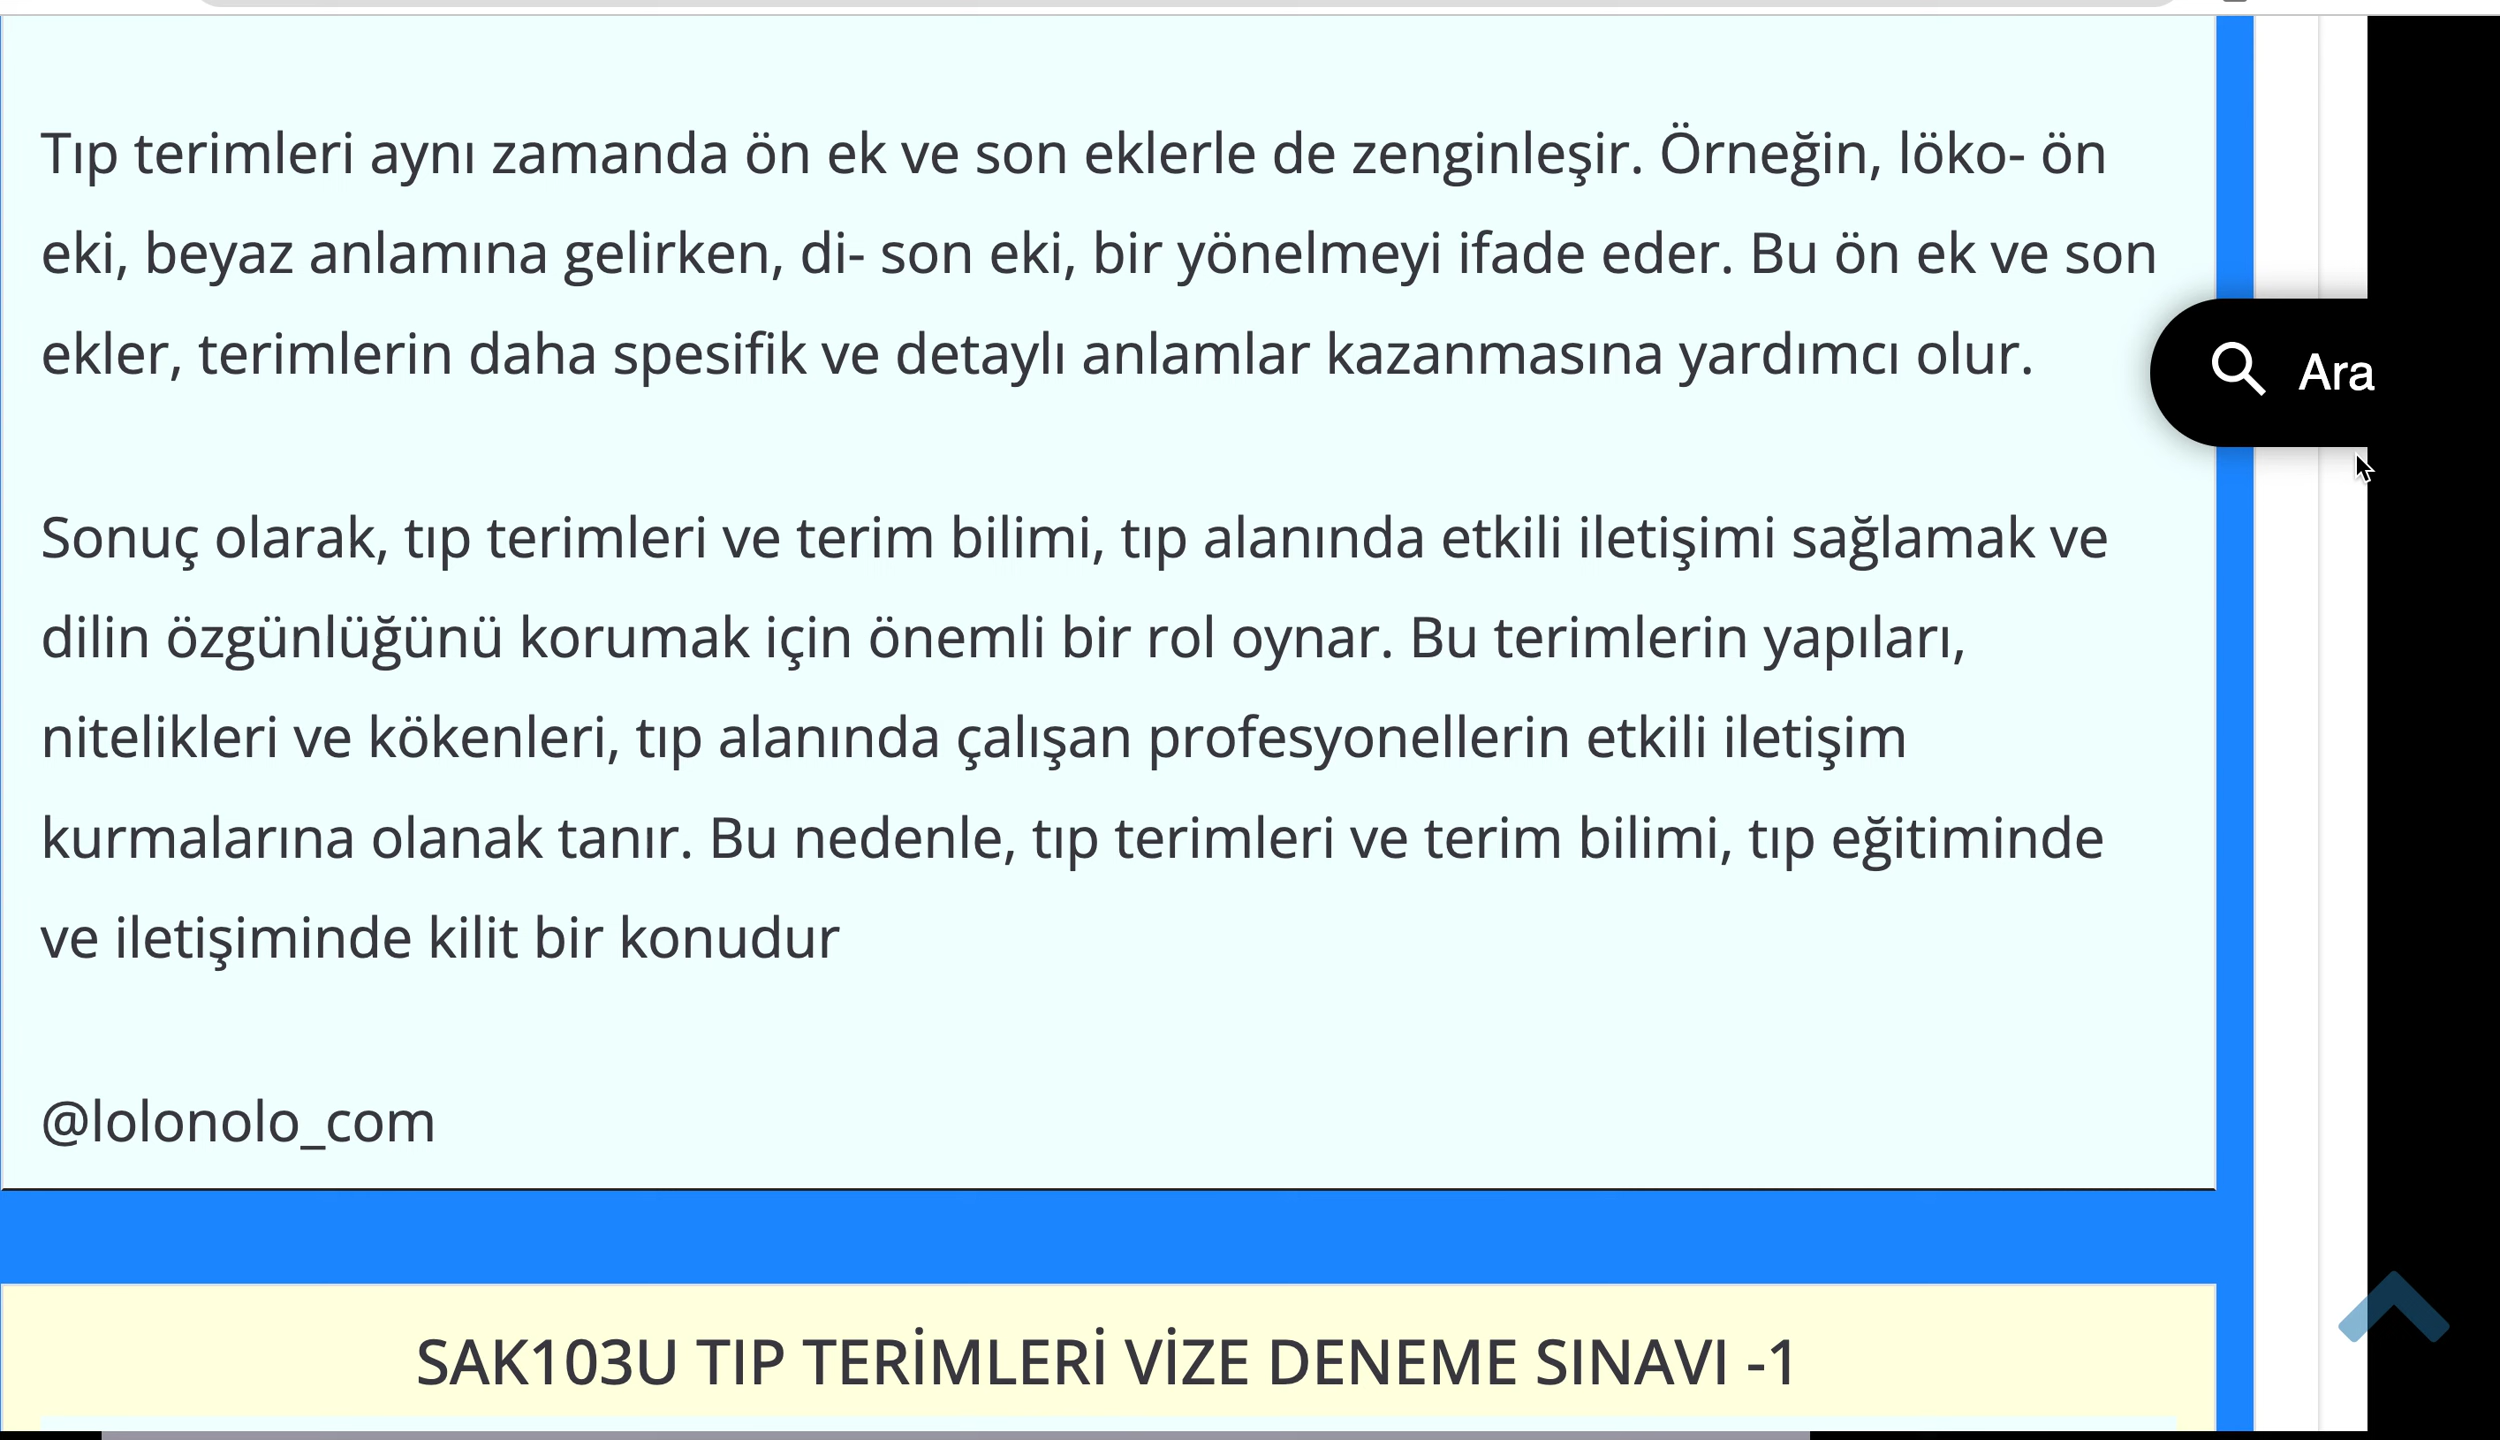 Tıp terimleri aynı zamanda ön ek ve son eklerle de zenginleşir. Örneğin, löko- ön
eki, beyaz anlamına gelirken, di- son eki, bir yönelmeyi ifade eder. Bu ön ek ve son
ekler, terimlerin daha spesifik ve detaylı anlamlar kazanmasına yardımcı olur.
Ara
Sonuç olarak, tıp terimleri ve terim bilimi, tıp alanında etkili iletişimi sağlamak ve
dilin özgünlüğünü korumak için önemli bir rol oynar. Bu terimlerin yapıları,
nitelikleri ve kökenleri, tıp alanında çalışan profesyonellerin etkili iletişim
kurmalarına olanak tanır. Bu nedenle, tıp terimleri ve terim bilimi, tıp eğitiminde
ve iletişiminde kilit bir konudur
@lolonolo_com
SAK103U TIP TERİMLERİ VİZE DENEME SINAVI -1